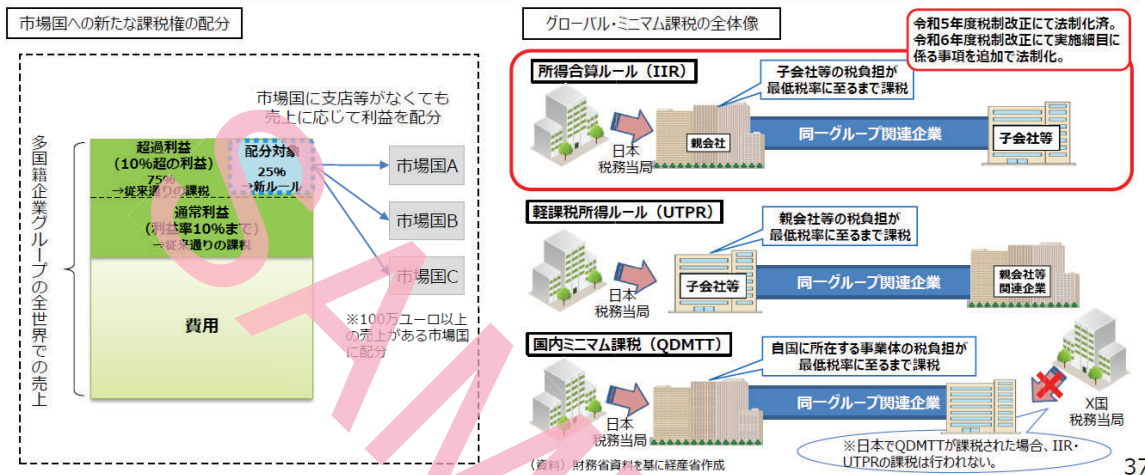 市場国への新たな課税権の配分
市場国に支店等がなくても
売上に応じて利益を配分
多国籍企業グループの全世界での売上
超過利益
(10%超の利益)
75%
→従来通りの課税
配分対象
25%
→新ルール
通常利益
(利益率10%まで)
→従来通りの課税
費用
市場国A
市場国B
市場国C
※100万ユーロ以上
の売上がある市場国
に配分
グローバル・ミニマム課税の全体像
令和5年度税制改正にて法制化済。
令和6年度税制改正にて実施細目に
係る事項を追加で法制化。
所得合算ルール(IIR)
子会社等の税負担が
最低税率に至るまで課税
日本
税務当局
親会社
同一グループ関連企業
子会社等
軽課税所得ルール(UTPR)
親会社等の税負担が
最低税率に至るまで課税
日本
税務当局
子会社等
同一グループ関連企業
親会社等
関連企業
国内ミニマム課税(QDMTT)
自国に所在する事業体の税負担が
最低税率に至るまで課税
日本
税務当局
同一グループ関連企業
X国
税務当局
※日本でQDMTTが課税された場合、IIR・
UTPRの課税は行われない。
(資料)財務省資料を基に経産省作成
37